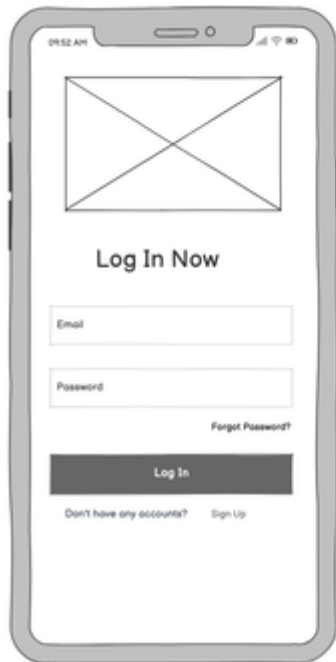 09:52 AM
Log In Now
Email
Password
Forgot Password?
Log In
Don't have any accounts? Sign Up